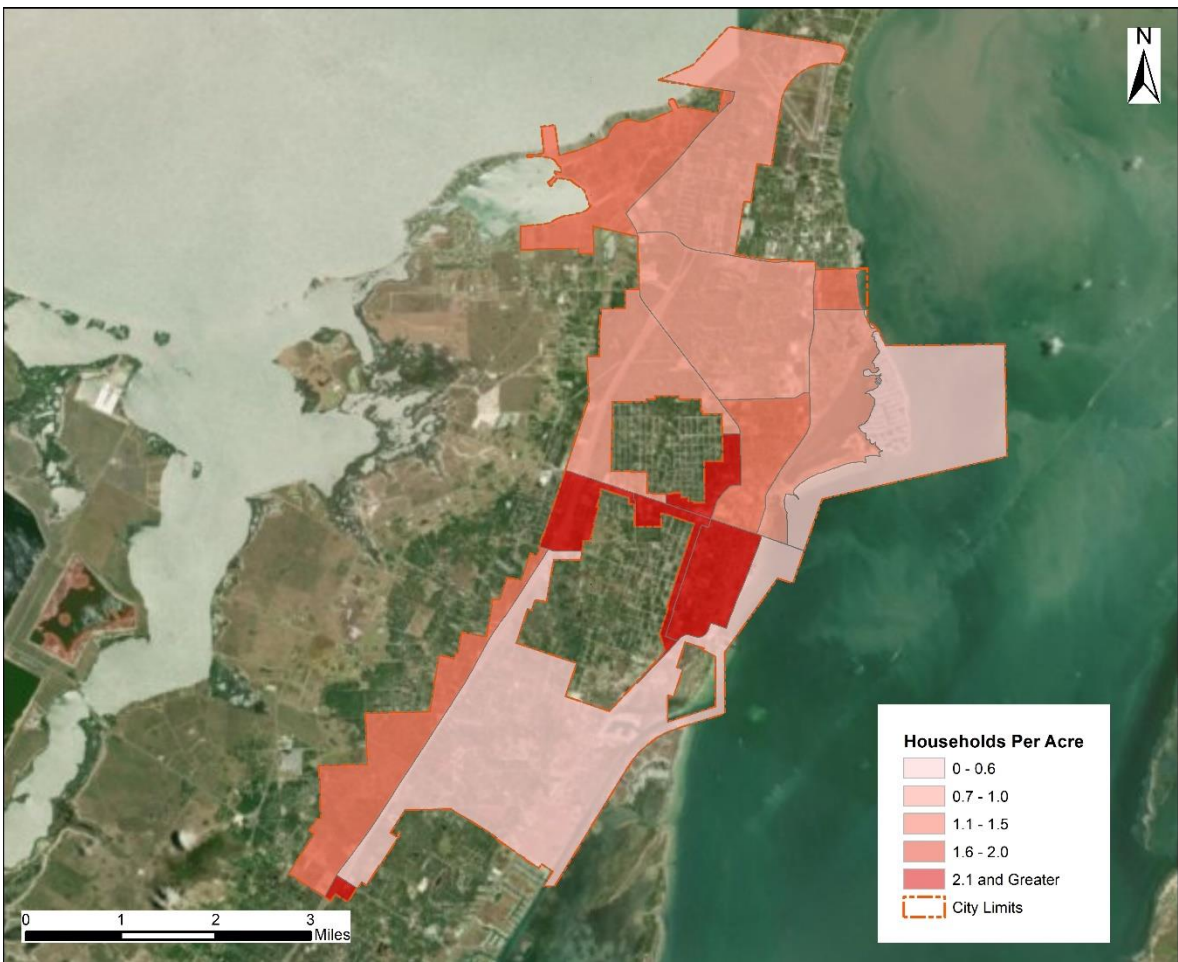 N
Households Per Acre
0 - 0.6
0.7 - 1.0
1.1 - 1.5
1.6 - 2.0
2.1 and Greater
City Limits
0 1 2 3
Miles